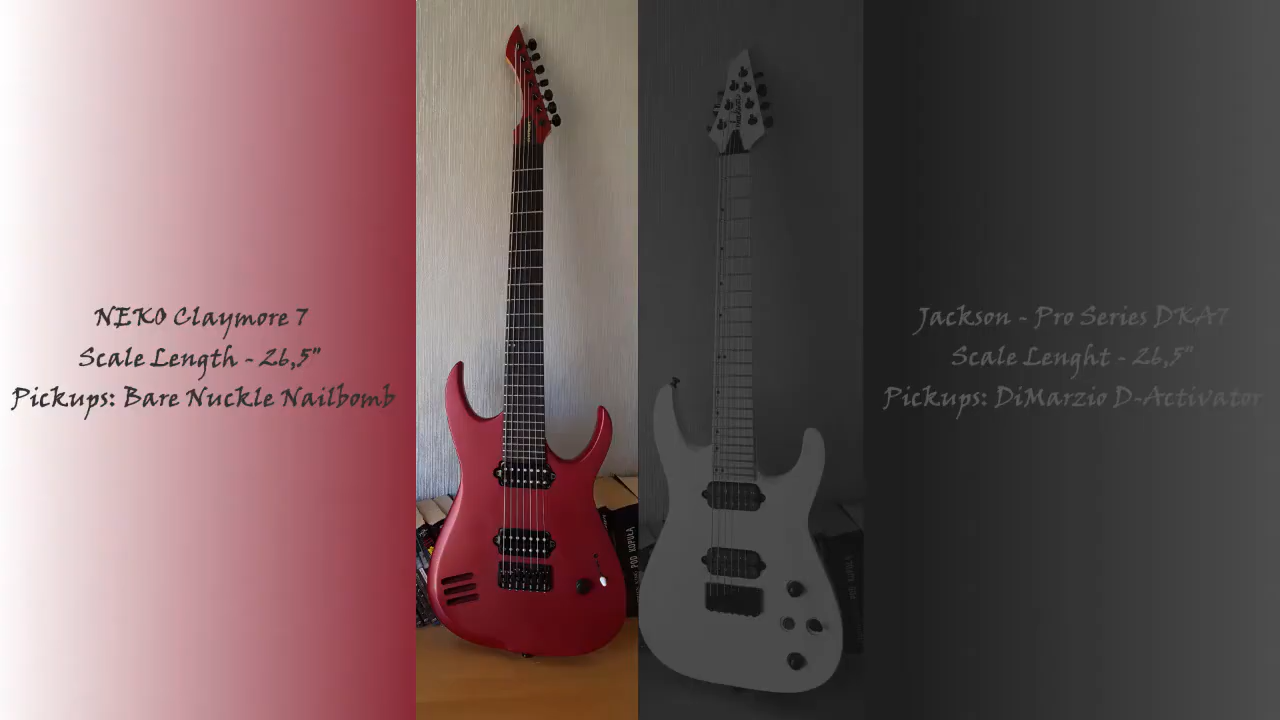 NEKO Claymore 7
Scale Length - 26,5"
Pickups: Bare Nuckle Nailbomb
Jackson - Pro Series DKA7
Scale Lenght - 26,5"
Pickups: DiMarzio D-Activator
Jackson